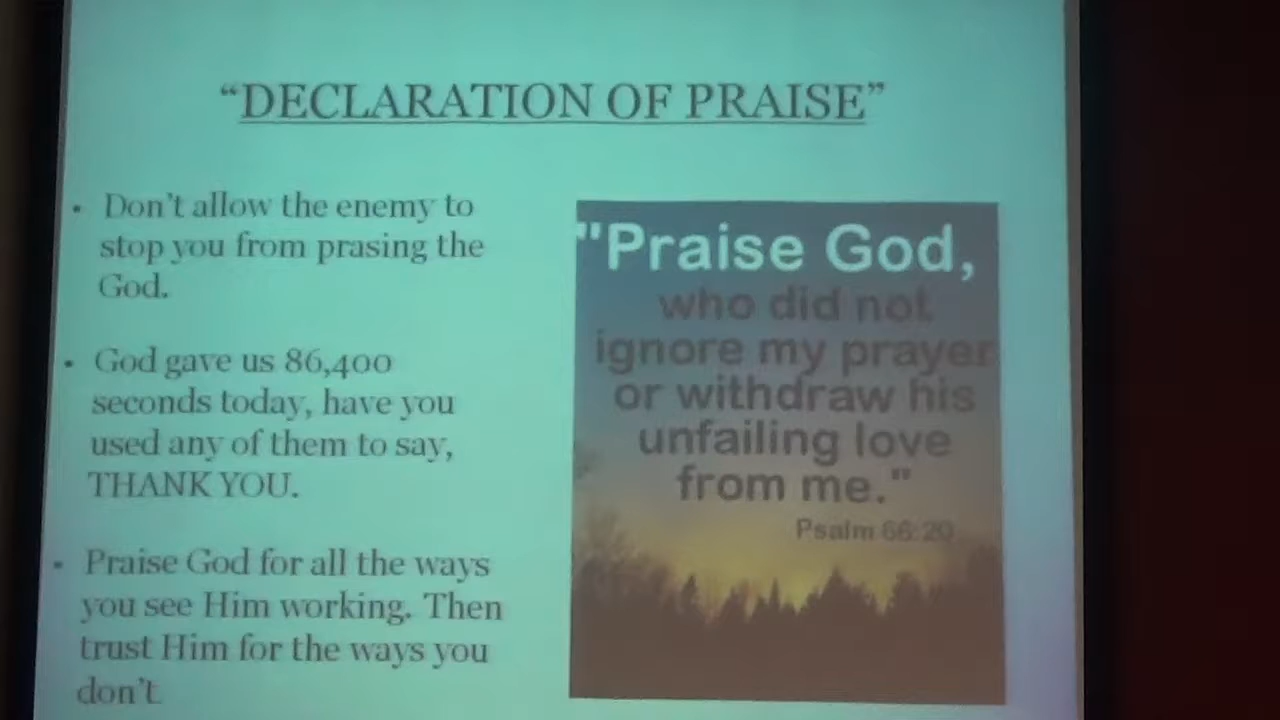 “DECLARATION OF PRAISE”
• Don’t allow the enemy to
stop you from prasing the
God.
• God gave us 86,400
seconds today, have you
used any of them to say,
THANK YOU.
• Praise God for all the ways
you see Him working. Then
trust Him for the ways you
don’t
"Praise God,
who did not
ignore my prayer
or withdraw his
unfailing love
from me."
Psalm 66:20